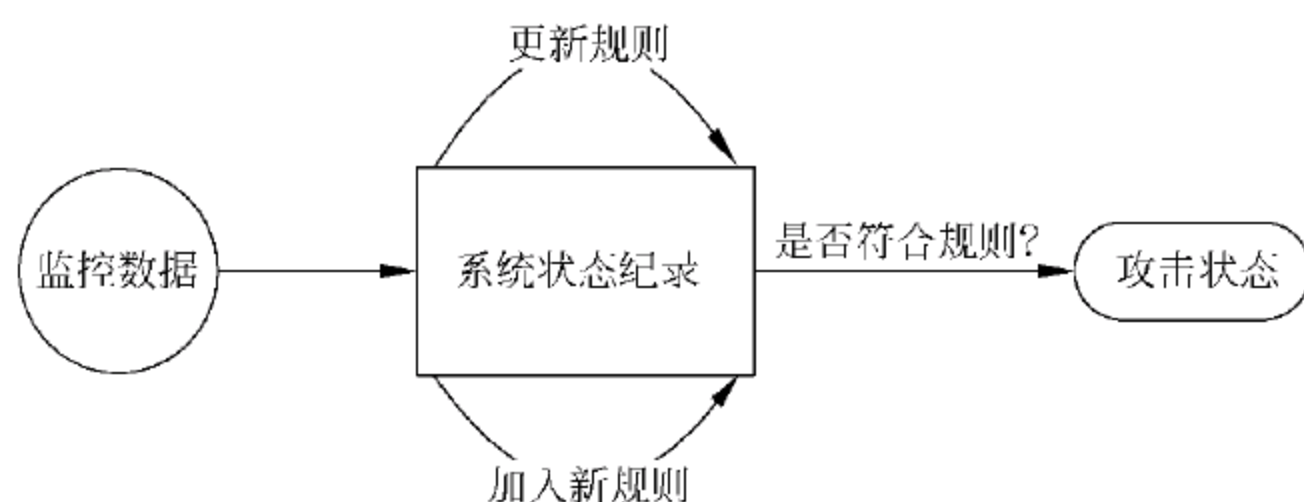 更新规则
监控数据
系统状态纪录
是否符合规则?
攻击状态
加入新规则